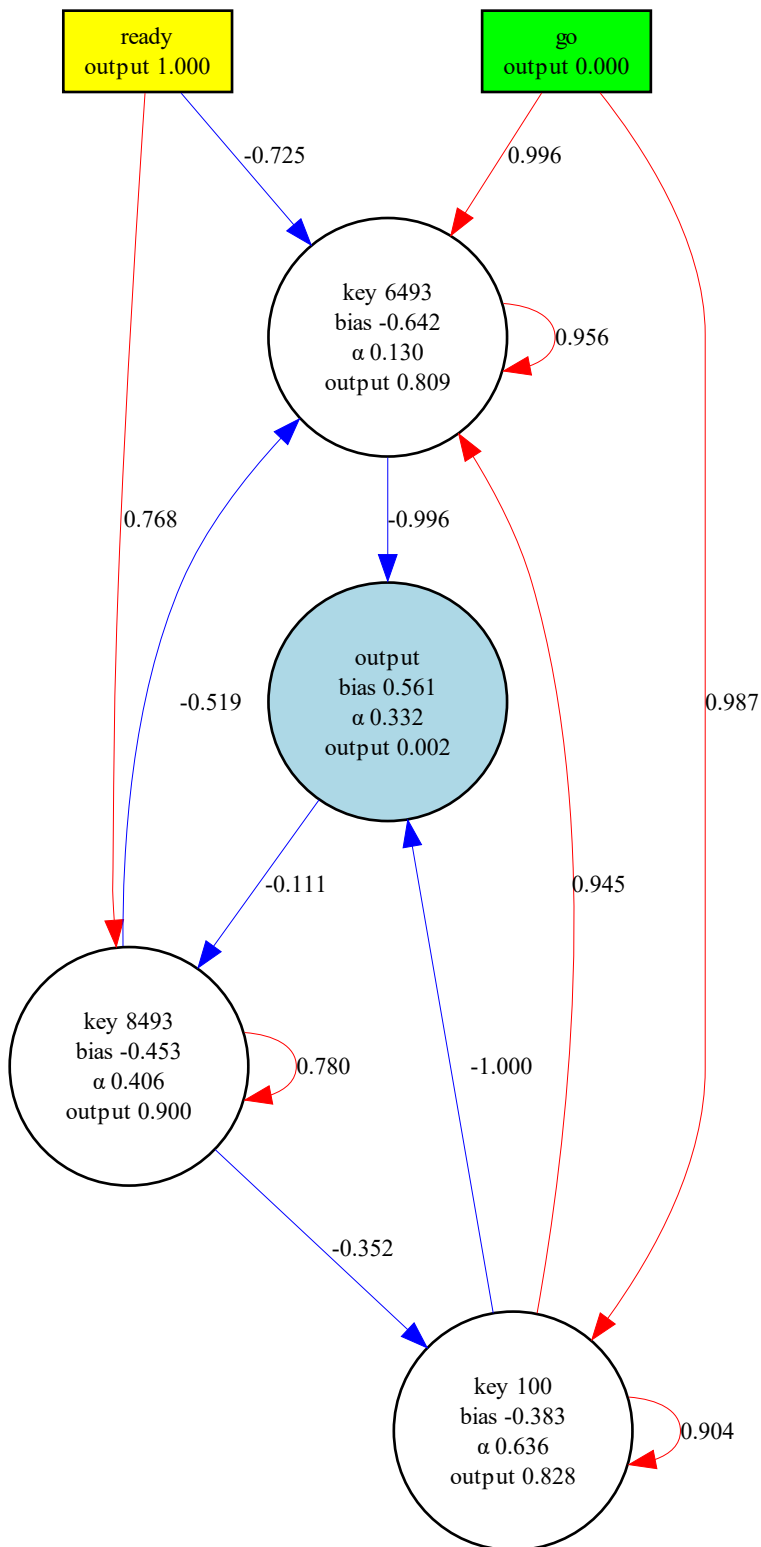 ready
output 1.000
go
output 0.000
-0.725
0.996
key 6493
bias -0.642
α 0.130
output 0.809
0.956
0.768
-0.996
-0.519
output
bias 0.561
α 0.332
output 0.002
0.987
-0.111
0.945
key 8493
bias -0.453
α 0.406
output 0.900
0.780
-1.000
-0.352
key 100
bias -0.383
α 0.636
output 0.828
0.904